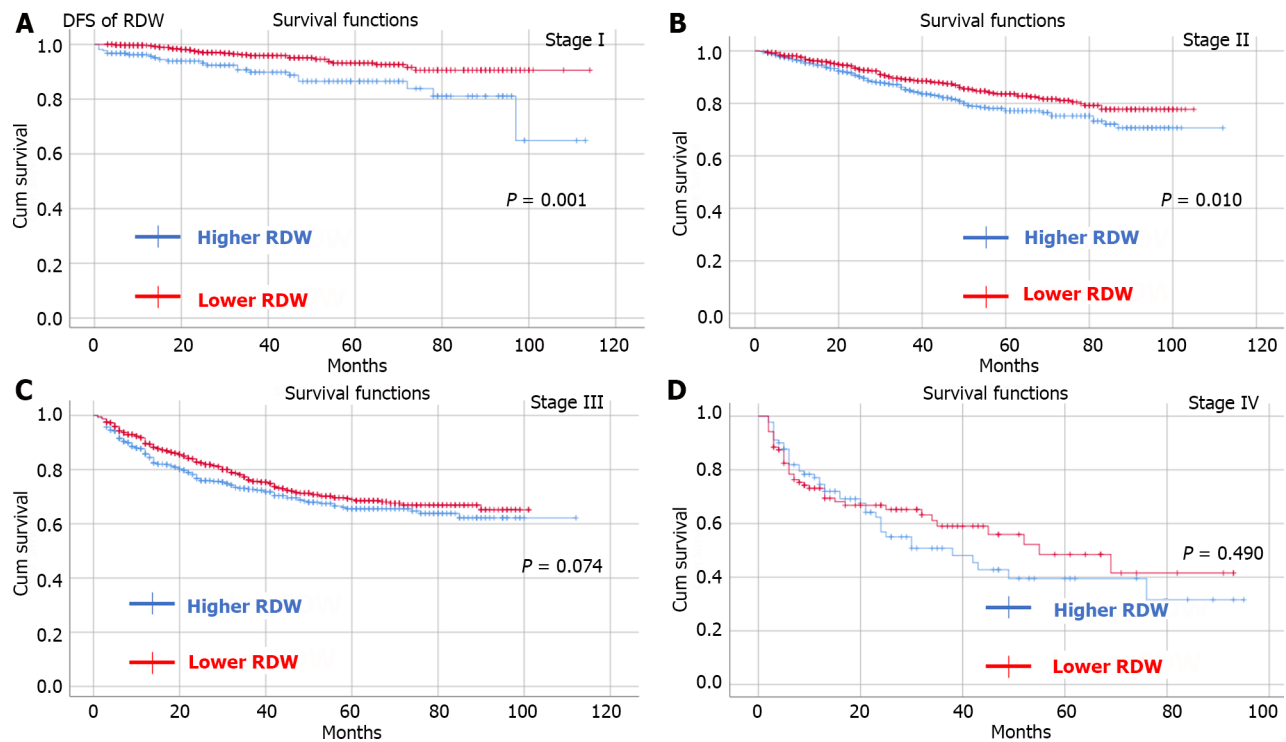 A
DFS of RDW
Survival functions
Stage I
Cum survival
1.0
0.8
0.6
0.4
0.2
0.0
P = 0.001
Higher RDW
Lower RDW
0 20 40 60 80 100 120
Months
B
Survival functions
Stage II
Cum survival
1.0
0.8
0.6
0.4
0.2
0.0
P = 0.010
Higher RDW
Lower RDW
0 20 40 60 80 100 120
Months
C
Survival functions
Stage III
Cum survival
1.0
0.8
0.6
0.4
0.2
0.0
P = 0.074
Higher RDW
Lower RDW
0 20 40 60 80 100 120
Months
D
Survival functions
Stage IV
Cum survival
1.0
0.8
0.6
0.4
0.2
0.0
P = 0.490
Higher RDW
Lower RDW
0 20 40 60 80 100
Months